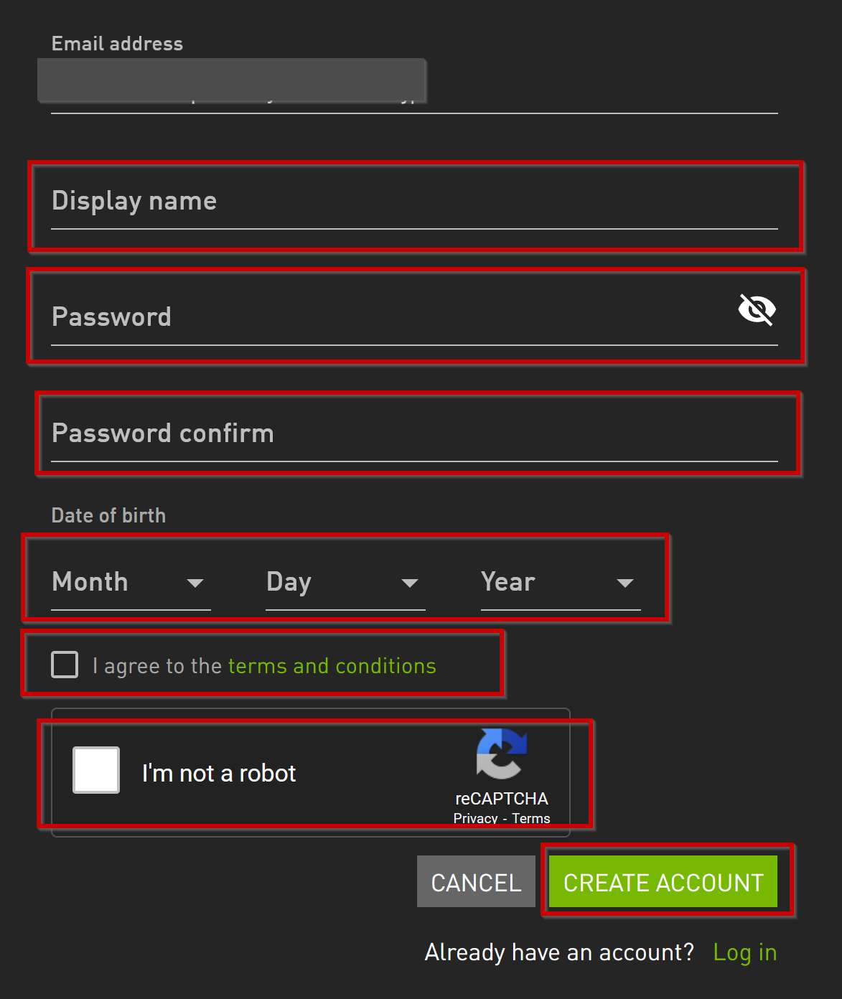 Email address
Display name
Password
Password confirm
Date of birth
Month Day Year
I agree to the terms and conditions
I'm not a robot
reCAPTCHA
Privacy - Terms
CANCEL CREATE ACCOUNT
Already have an account? Log in